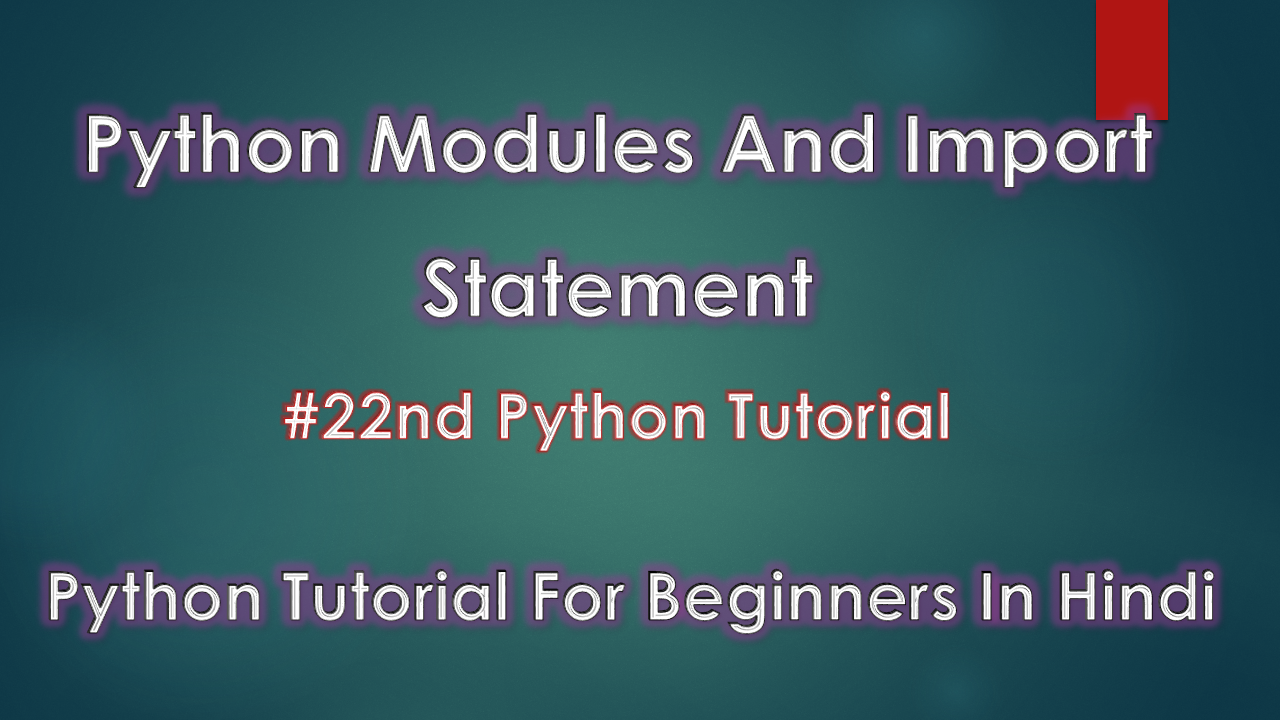 Python Modules And Import
Statement
#22nd Python Tutorial
Python Tutorial For Beginners In Hindi